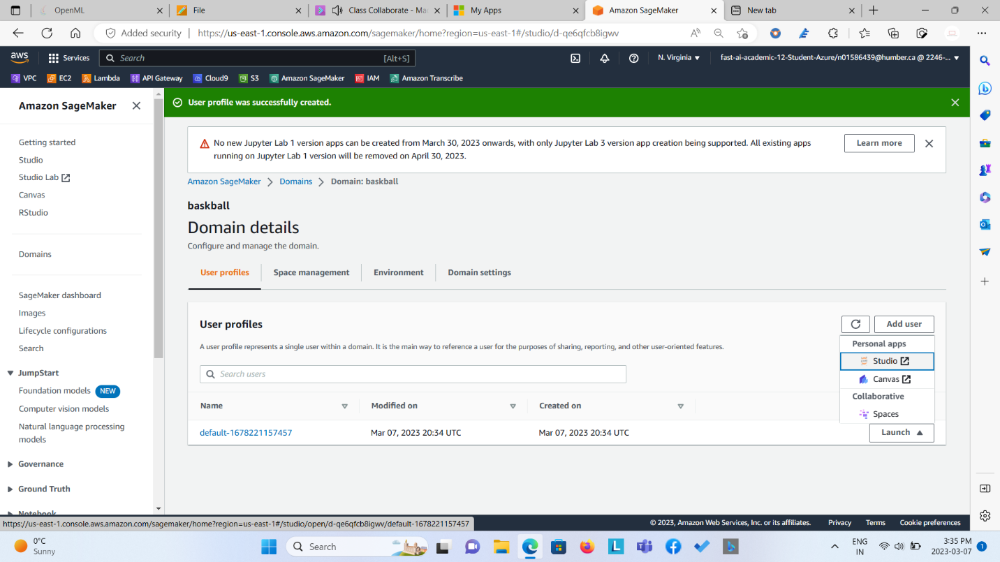 OpenML
File
Class Collaborate - Ma
My Apps
Amazon SageMaker
New tab
Added security
https://us-east-1.console.aws.amazon.com/sagemaker/home?region=us-east-1#/studio/d-qe6qfcb8igwv
aws
Services
Search
[Alt+S]
N. Virginia
fast-ai-academic-12-Student-Azure/n01586439@humber.ca @ 2246-...
VPC
EC2
Lambda
API Gateway
Cloud9
S3
Amazon SageMaker
IAM
Amazon Transcribe
Amazon SageMaker
Getting started
Studio
Studio Lab
Canvas
RStudio
Domains
SageMaker dashboard
Images
Lifecycle configurations
Search
JumpStart
Foundation models NEW
Computer vision models
Natural language processing
models
Governance
Ground Truth
Notebook
User profile was successfully created.
No new Jupyter Lab 1 version apps can be created from March 30, 2023 onwards, with only Jupyter Lab 3 version app creation being supported. All existing apps
running on Jupyter Lab 1 version will be removed on April 30, 2023.
Learn more
Amazon SageMaker
Domains
Domain: baskball
baskball
Domain details
Configure and manage the domain.
User profiles
Space management
Environment
Domain settings
User profiles
Add user
A user profile represents a single user within a domain. It is the main way to reference a user for the purposes of sharing, reporting, and other user-oriented features.
Search users
Personal apps
Studio
Canvas
Collaborative
Spaces
Name
Modified on
Created on
default-1678221157457
Mar 07, 2023 20:34 UTC
Mar 07, 2023 20:34 UTC
Launch
https://us-east-1.console.aws.amazon.com/sagemaker/home?region=us-east-1#/studio/open/d-qe6qfcb8igwv/default-1678221157457
© 2023, Amazon Web Services, Inc. or its affiliates.
Privacy
Terms
Cookie preferences
0°C
Sunny
Search
ENG
IN
3:35 PM
2023-03-07
1